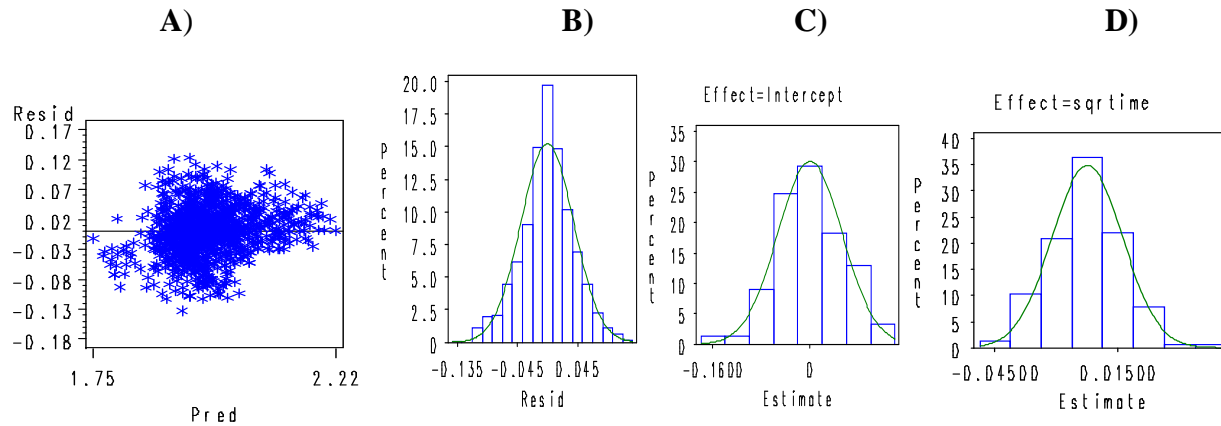 A)
B)
C)
D)
Resid
0.17
0.12
0.07
0.02
-0.03
-0.08
-0.13
-0.18
1.75 2.22
Pred
Percent
20.0
17.5
15.0
12.5
10.0
7.5
5.0
2.5
0
-0.135 -0.045 0.045
Resid
Effect=Intercept
Percent
35
30
25
20
15
10
5
0
-0.1600 0
Estimate
Effect=sqrtime
Percent
40
35
30
25
20
15
10
5
0
-0.04500 0.01500
Estimate